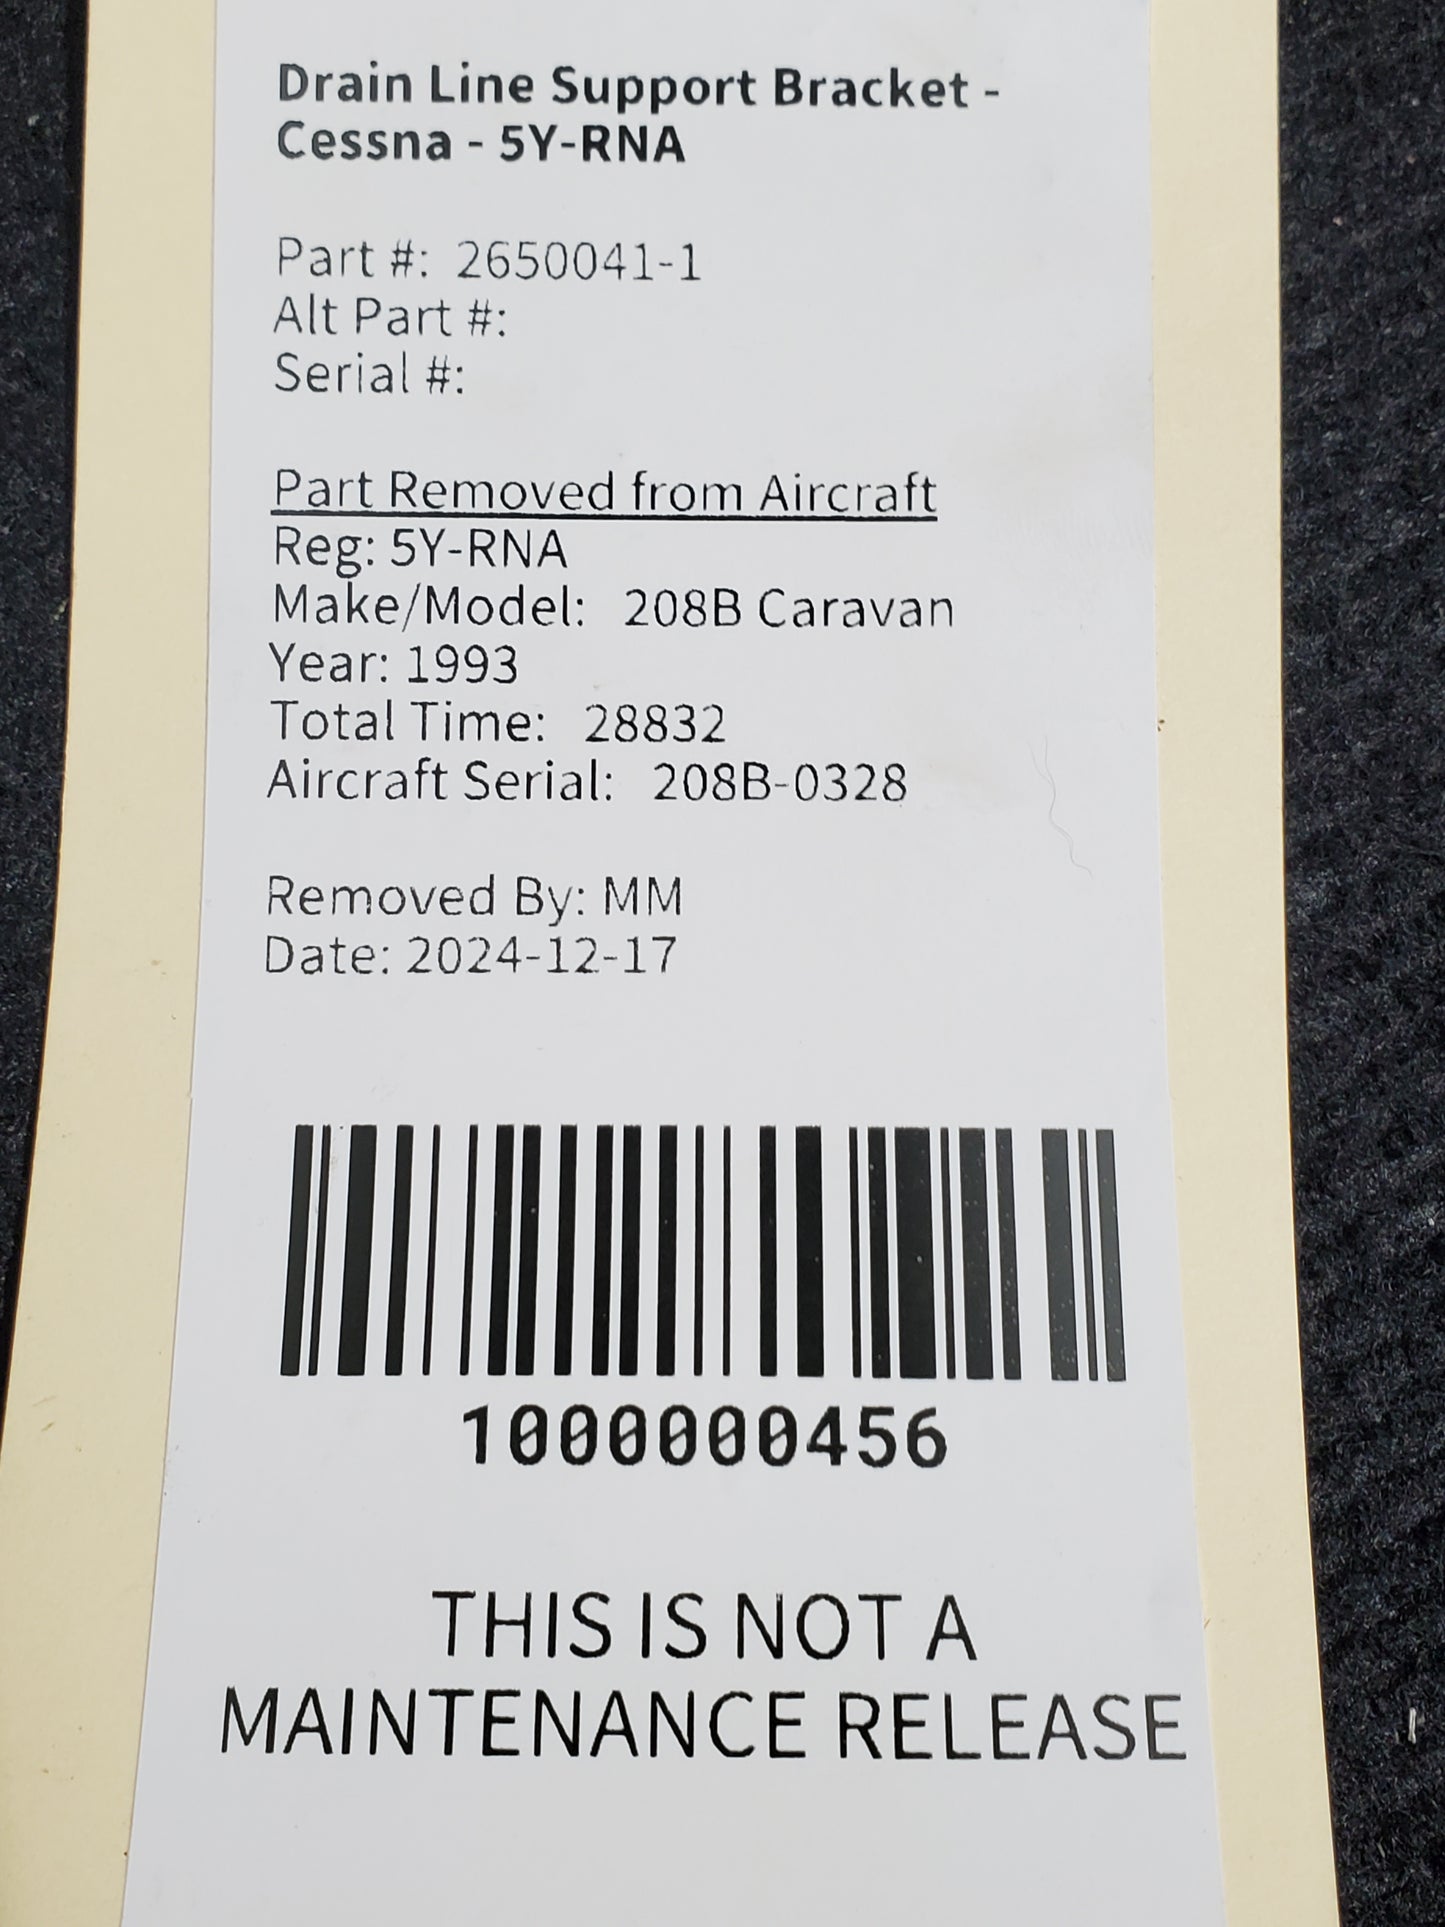 Drain Line Support Bracket -
Cessna - 5Y-RNA
Part #: 2650041-1
Alt Part #:
Serial #:
Part Removed from Aircraft
Reg: 5Y-RNA
Make/Model: 208B Caravan
Year: 1993
Total Time: 28832
Aircraft Serial: 208B-0328
Removed By: MM
Date: 2024-12-17
1000000456
THIS IS NOT A
MAINTENANCE RELEASE